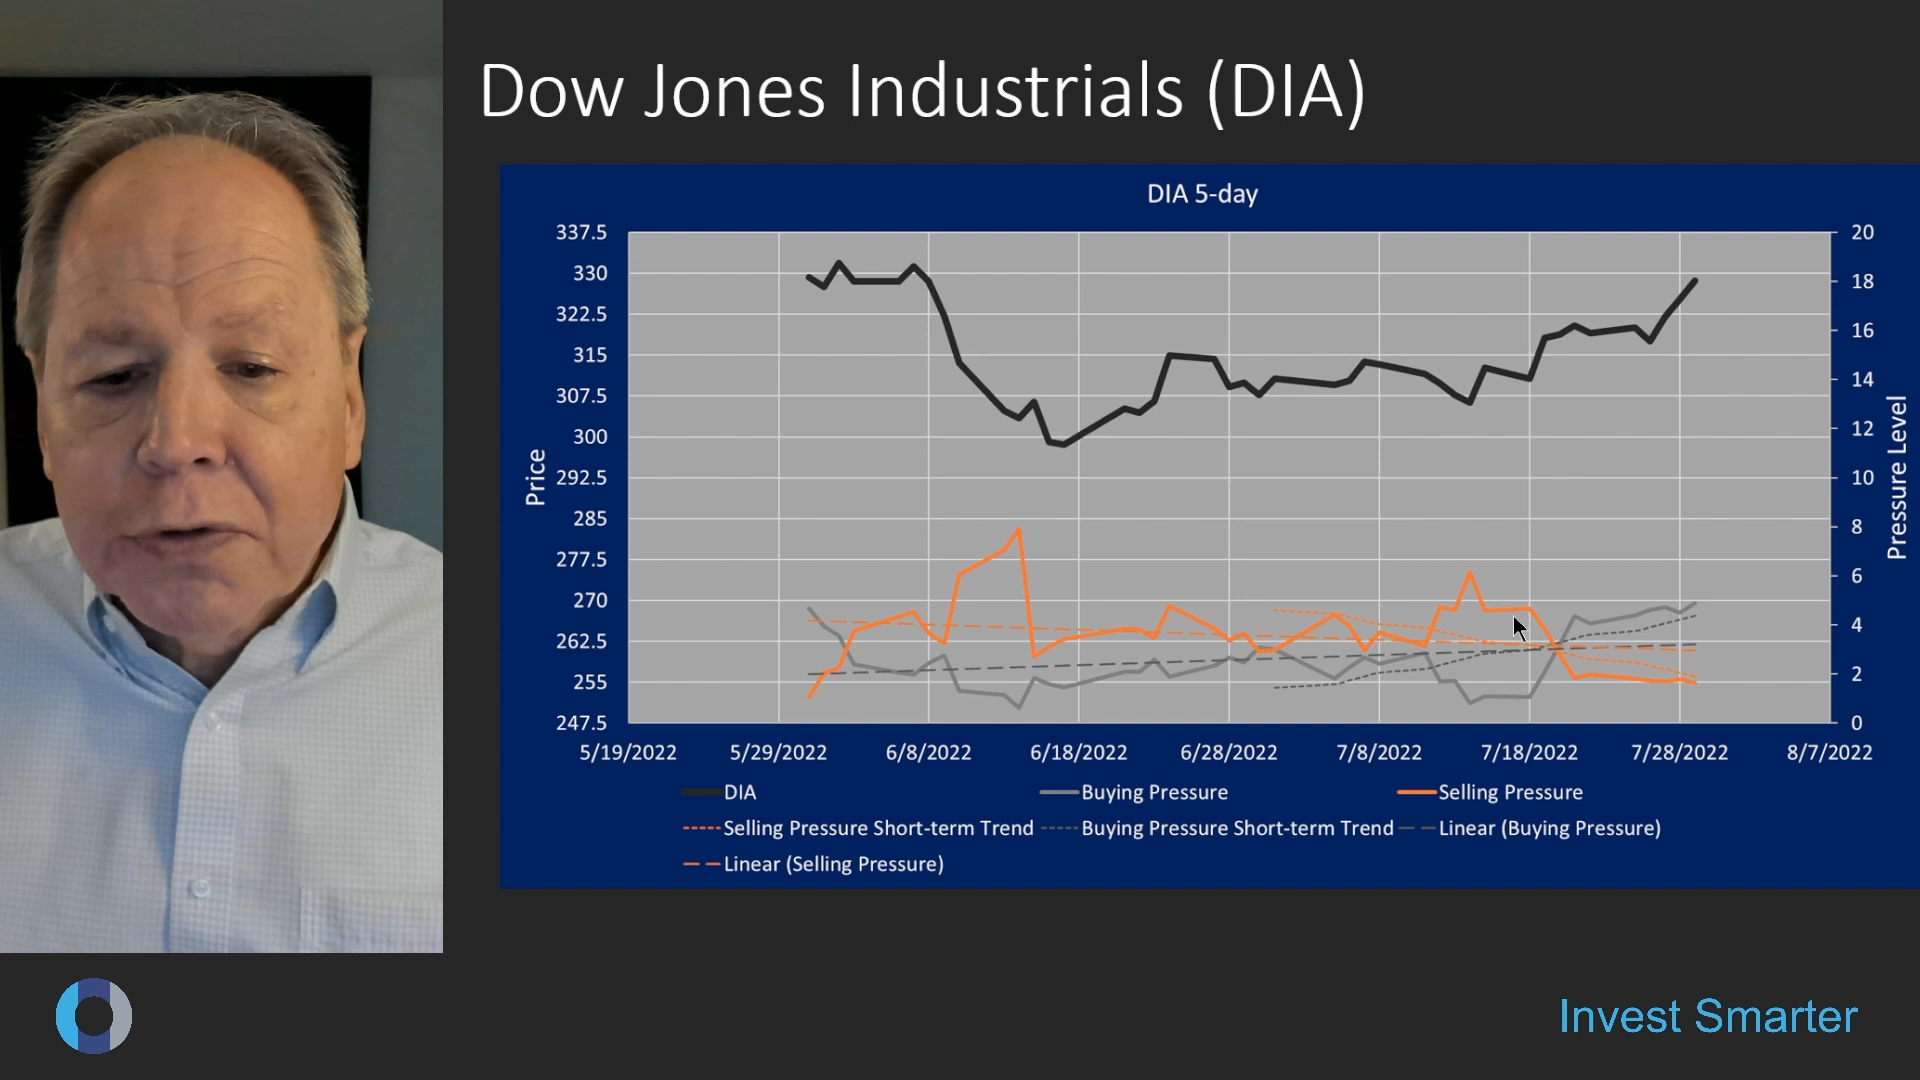 Dow Jones Industrials (DIA)
DIA 5-day
337.5
330
322.5
315
307.5
300
292.5
285
277.5
270
262.5
255
247.5
Price
20
18
16
14
12
10
8
6
4
2
0
Pressure Level
5/19/2022 5/29/2022 6/8/2022 6/18/2022 6/28/2022 7/8/2022 7/18/2022 7/28/2022 8/7/2022
DIA Buying Pressure Selling Pressure
Selling Pressure Short-term Trend Buying Pressure Short-term Trend Linear (Buying Pressure)
Linear (Selling Pressure)
Invest Smarter